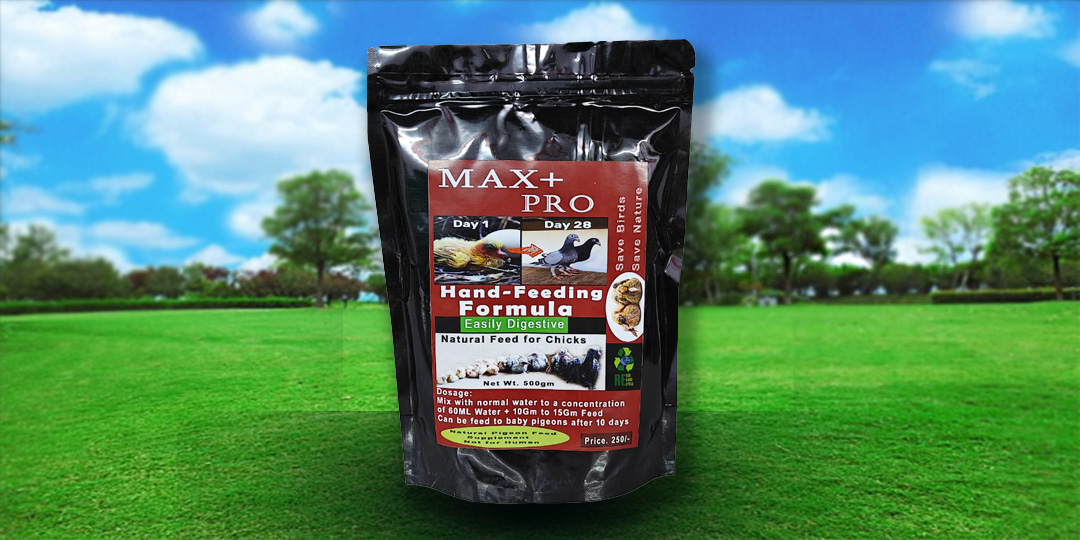 MAX+
PRO
Day 1
Day 28
Save Birds
Save Nature
Hand-Feeding
Formula
Easily Digestive
Natural Feed for Chicks
Net Wt. 500gm
Dosage:
Mix with normal water to a concentration
of 60ML Water + 10Gm to 15Gm Feed
Can be feed to baby pigeons after 10 days
Natural Pigeon Feed
Supplement
Not for Human
Price. 250/-